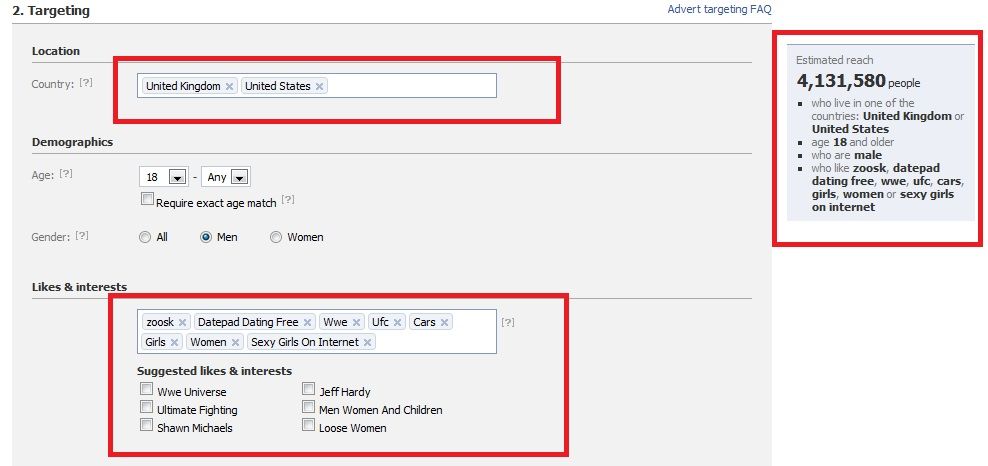 2. Targeting
Advert targeting FAQ
Location
Country: [?]
United Kingdom × United States ×
Demographics
Age: [?]
18 - Any
Require exact age match [?]
Gender: [?]
All Men Women
Likes & interests
zoosk × Datepad Dating Free × Wwe × Ufc × Cars ×
Girls × Women × Sexy Girls On Internet ×
[?]
Suggested likes & interests
Wwe Universe
Jeff Hardy
Ultimate Fighting
Men Women And Children
Shawn Michaels
Loose Women
Estimated reach
4,131,580 people
who live in one of the
countries: United Kingdom or
United States
age 18 and older
who are male
who like zoosk, datepad
dating free, wwe, ufc, cars,
girls, women or sexy girls
on internet